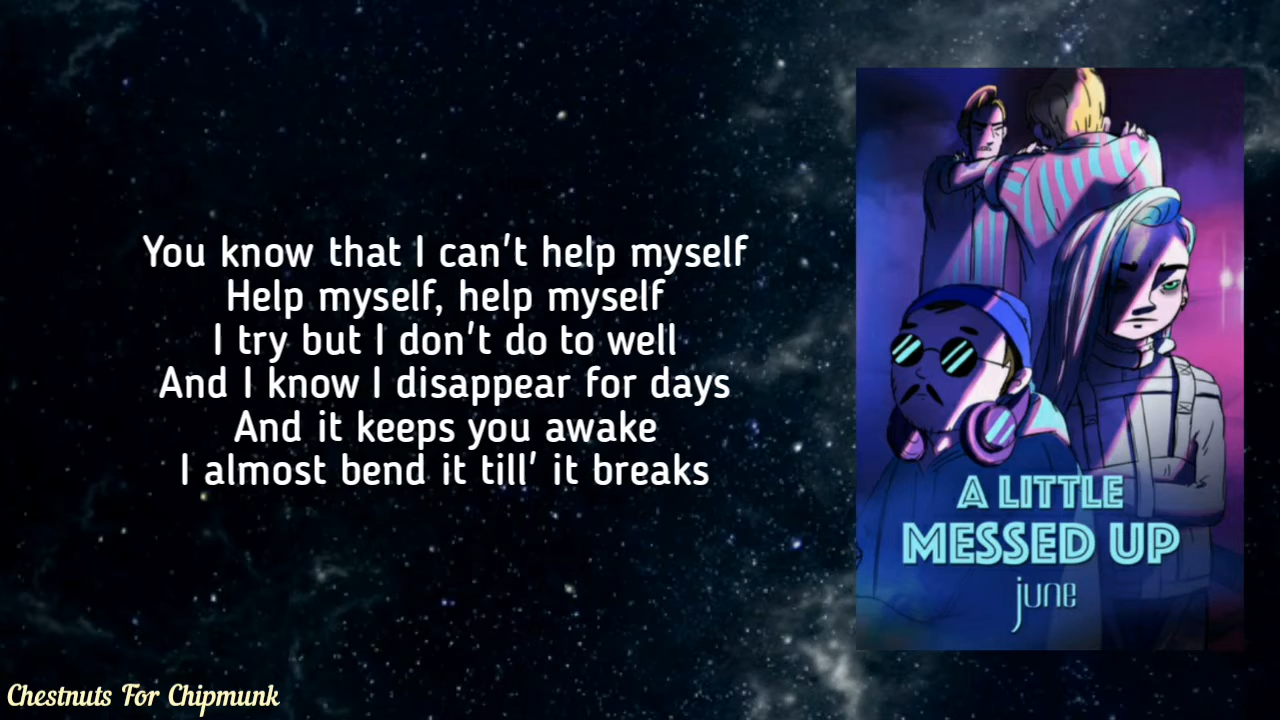 You know that I can't help myself
Help myself, help myself
I try but I don't do to well
And I know I disappear for days
And it keeps you awake
I almost bend it till' it breaks
A LITTLE
MESSED UP
june
Chestnuts For Chipmunk